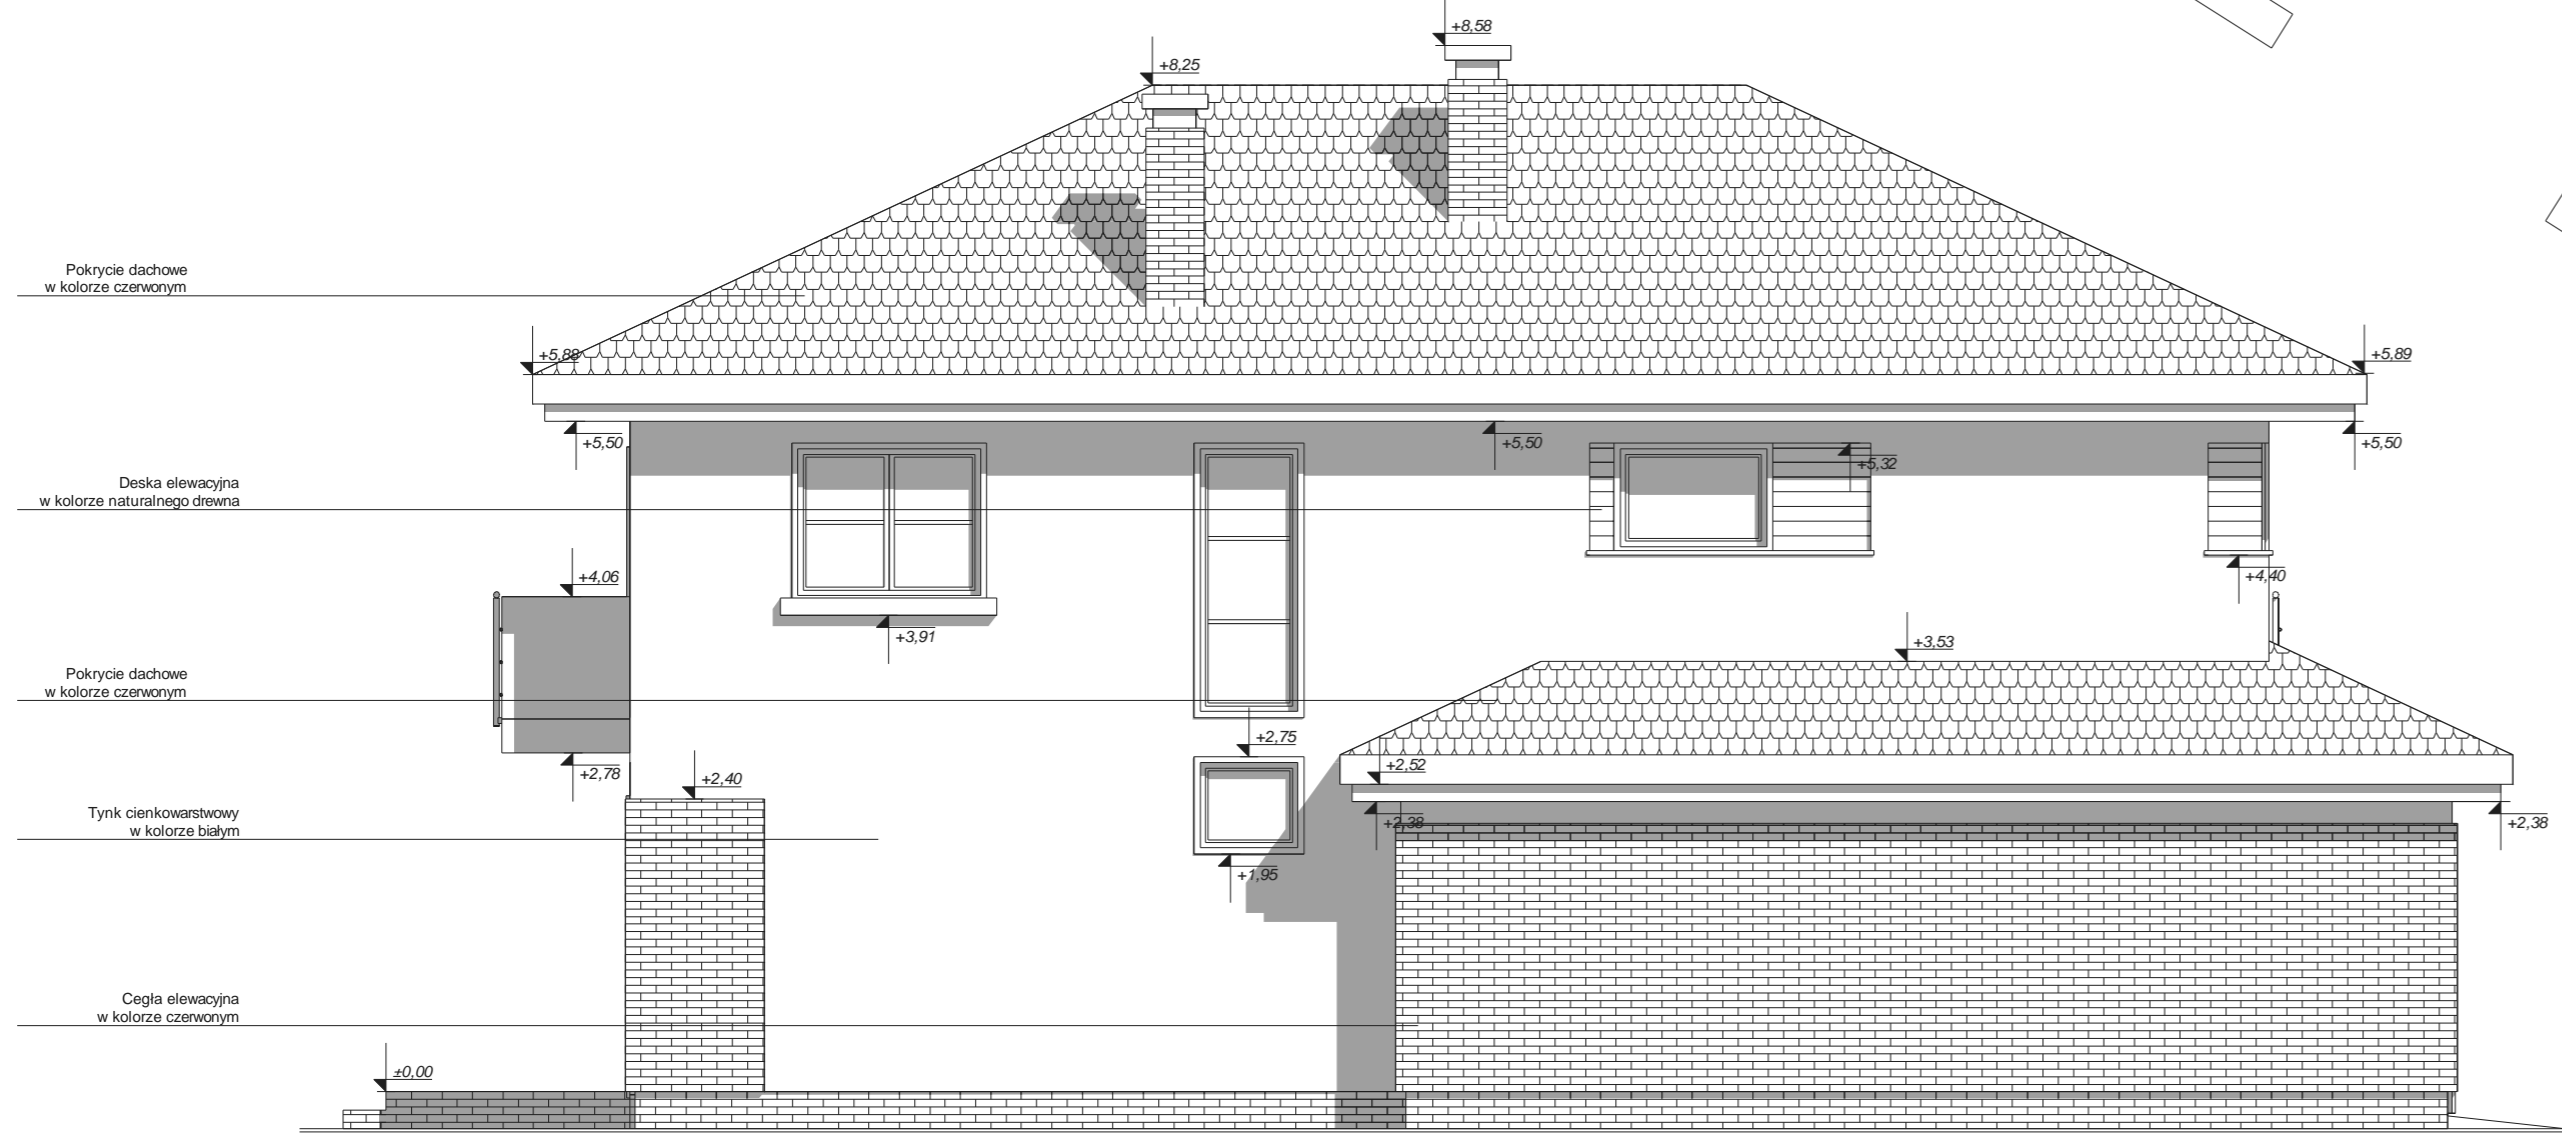 +8,58
+8,25
Pokrycie dachowe
w kolorze czerwonym
+5,88
+5,89
+5,50
+5,50
+5,50
+5,32
Deska elewacyjna
w kolorze naturalnego drewna
+4,06
+4,40
+3,91
+3,53
Pokrycie dachowe
w kolorze czerwonym
+2,75
+2,78
+2,52
+2,40
Tynk cienkowarstwowy
w kolorze białym
+2,38
+2,38
+1,95
Cegła elewacyjna
w kolorze czerwonym
±0,00